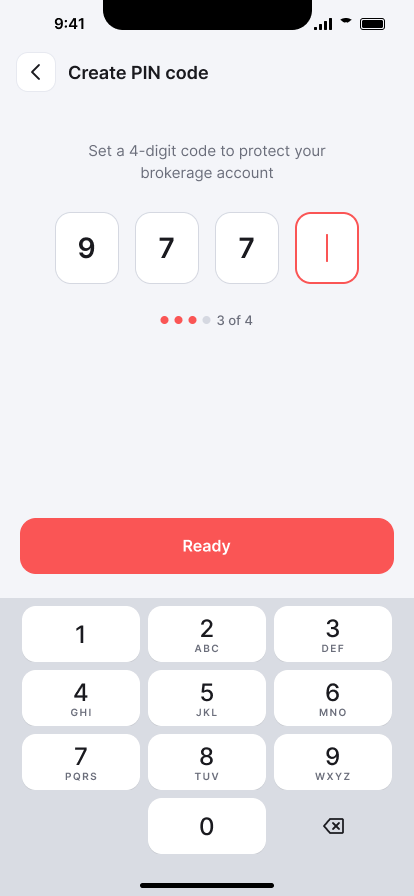 9:41
Create PIN code
Set a 4-digit code to protect your
brokerage account
9 7 7
3 of 4
Ready
1 2 3
ABC DEF
4 5 6
GHI JKL MNO
7 8 9
PQRS TUV WXYZ
0